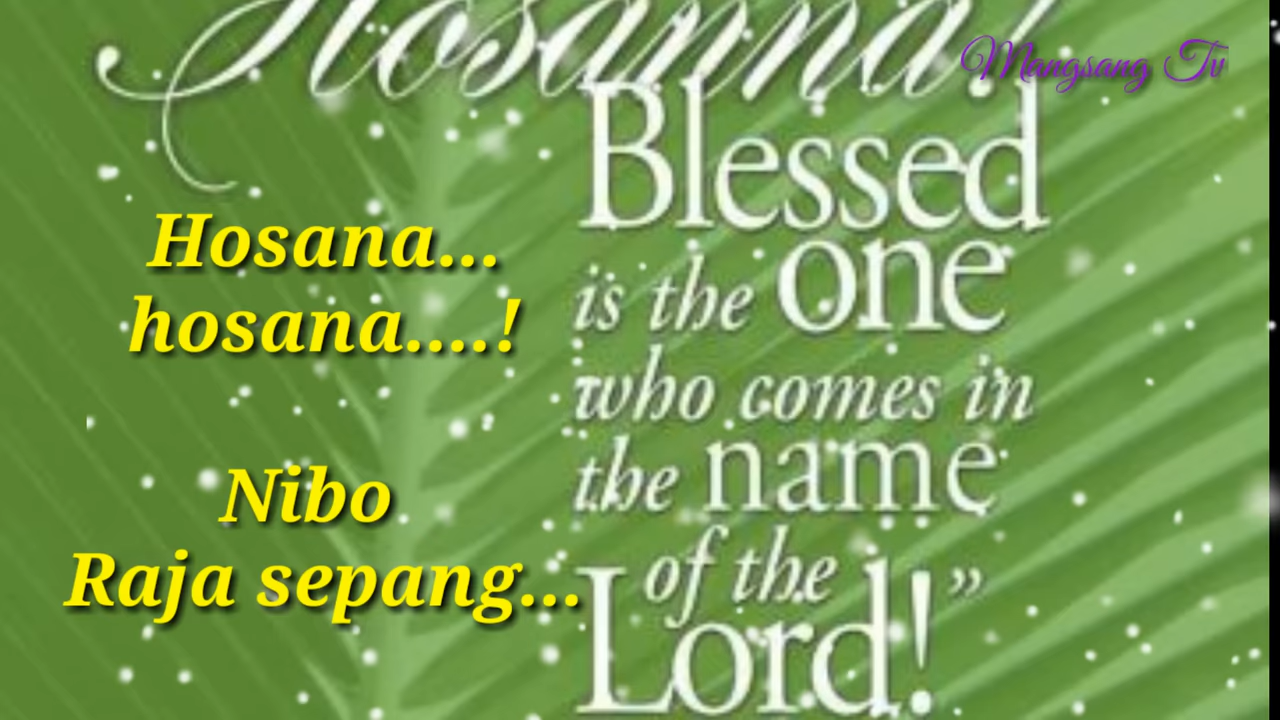 Hosanna!
Mangsang Tv
Blessed
is the one
who comes in
the name
of the
Lord!”
Hosana...
hosana....!
Nibo
Raja sepang...